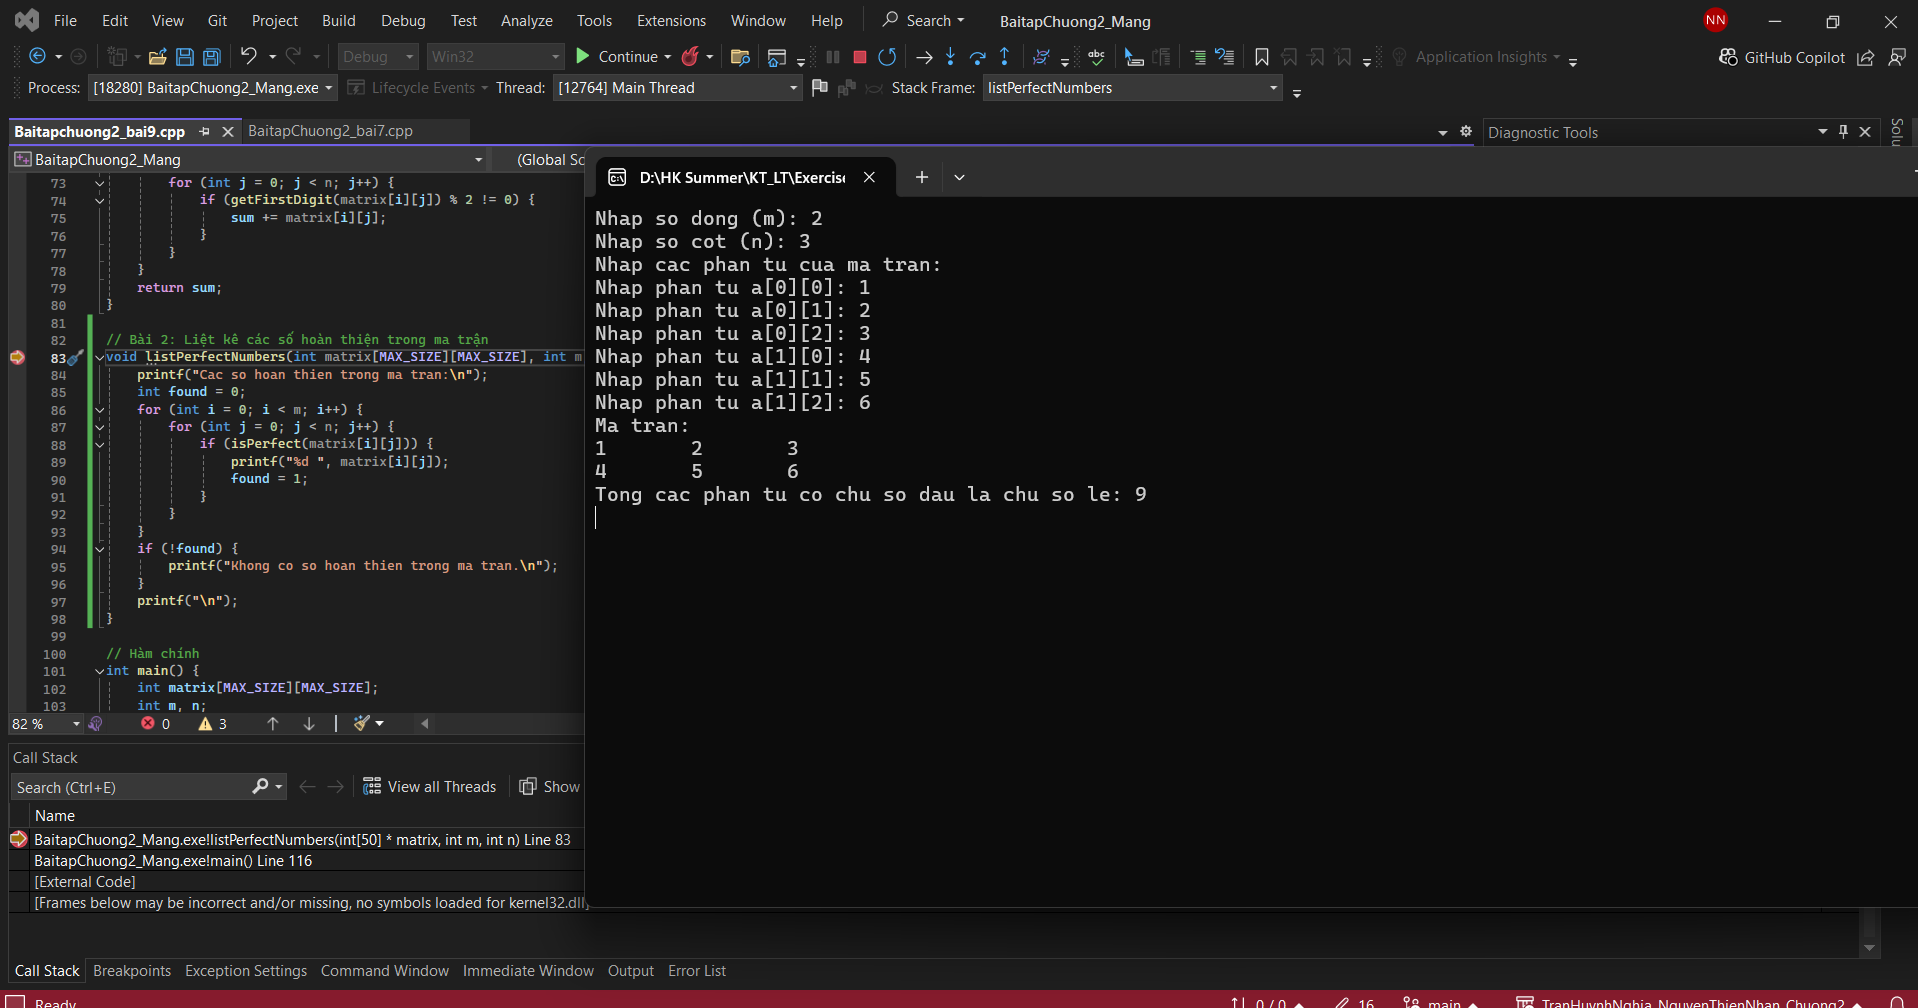 File Edit View Git Project Build Debug Test Analyze Tools Extensions Window Help Search BaitapChuong2_Mang NN
Debug Win32 Continue Application Insights GitHub Copilot
Process: [18280] BaitapChuong2_Mang.exe Lifecycle Events Thread: [12764] Main Thread Stack Frame: listPerfectNumbers
Baitapchuong2_bai9.cpp BaitapChuong2_bai7.cpp Diagnostic Tools
BaitapChuong2_Mang (Global Sc
73 for (int j = 0; j < n; j++) {
74 if (getFirstDigit(matrix[i][j]) % 2 != 0) {
75 sum += matrix[i][j];
76 }
77 }
78 }
79 return sum;
80 }
81
82 // Bài 2: Liệt kê các số hoàn thiện trong ma trận
83 void listPerfectNumbers(int matrix[MAX_SIZE][MAX_SIZE], int m
84 printf("Cac so hoan thien trong ma tran:\n");
85 int found = 0;
86 for (int i = 0; i < m; i++) {
87 for (int j = 0; j < n; j++) {
88 if (isPerfect(matrix[i][j])) {
89 printf("%d ", matrix[i][j]);
90 found = 1;
91 }
92 }
93 }
94 if (!found) {
95 printf("Khong co so hoan thien trong ma tran.\n");
96 }
97 printf("\n");
98 }
99
100 // Hàm chính
101 int main() {
102 int matrix[MAX_SIZE][MAX_SIZE];
103 int m, n;
82 % 0 3
D:\HK Summer\KT_LT\Exercise
Nhap so dong (m): 2
Nhap so cot (n): 3
Nhap cac phan tu cua ma tran:
Nhap phan tu a[0][0]: 1
Nhap phan tu a[0][1]: 2
Nhap phan tu a[0][2]: 3
Nhap phan tu a[1][0]: 4
Nhap phan tu a[1][1]: 5
Nhap phan tu a[1][2]: 6
Ma tran:
1 2 3
4 5 6
Tong cac phan tu co chu so dau la chu so le: 9
Call Stack
Search (Ctrl+E) View all Threads Show
Name
BaitapChuong2_Mang.exe!listPerfectNumbers(int[50] * matrix, int m, int n) Line 83
BaitapChuong2_Mang.exe!main() Line 116
[External Code]
[Frames below may be incorrect and/or missing, no symbols loaded for kernel32.dll]
Call Stack Breakpoints Exception Settings Command Window Immediate Window Output Error List
Ready 0 / 0 16 main TranHuynhNghia_NguyenThienNhan_Chuong2